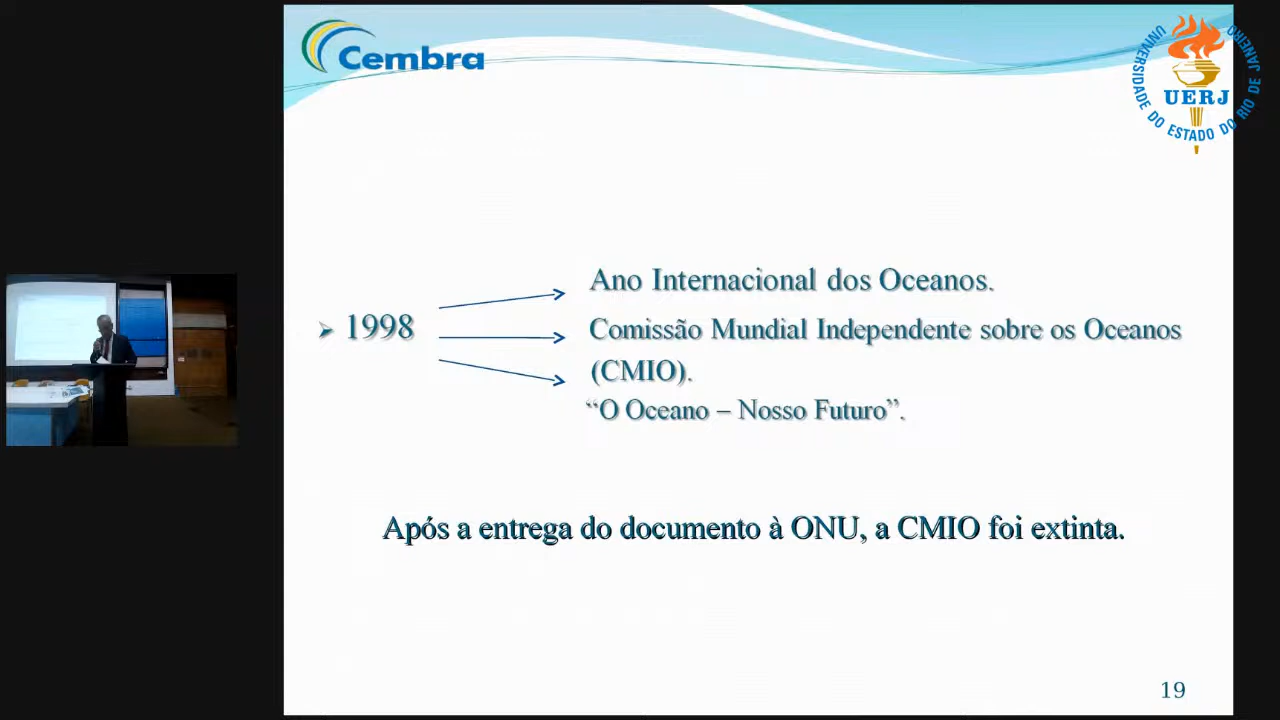 Cembra
UNIVERSIDADE DO ESTADO DO RIO DE JANEIRO
UERJ
➢ 1998
Ano Internacional dos Oceanos.
Comissão Mundial Independente sobre os Oceanos
(CMIO).
“O Oceano – Nosso Futuro”.
Após a entrega do documento à ONU, a CMIO foi extinta.
19